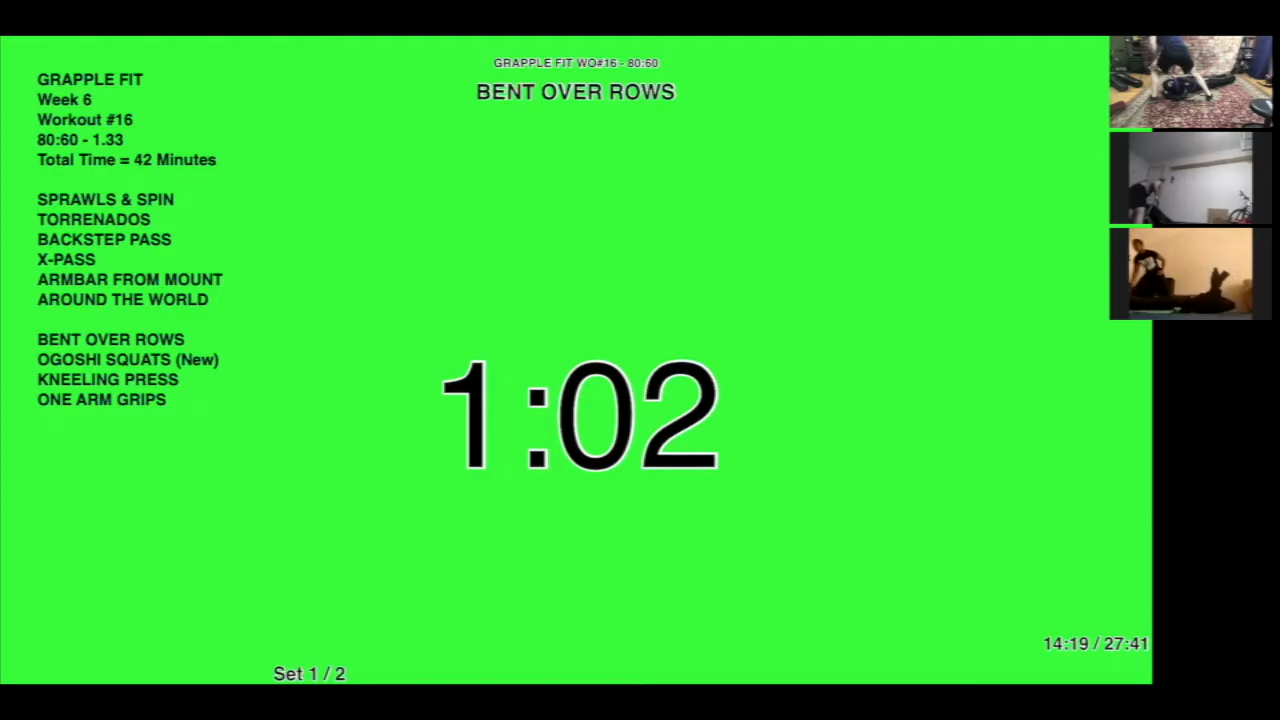 GRAPPLE FIT
Week 6
Workout #16
80:60 - 1.33
Total Time = 42 Minutes
SPRAWLS & SPIN
TORRENADOS
BACKSTEP PASS
X-PASS
ARMBAR FROM MOUNT
AROUND THE WORLD
BENT OVER ROWS
OGOSHI SQUATS (New)
KNEELING PRESS
ONE ARM GRIPS
GRAPPLE FIT WO#16 - 80:60
BENT OVER ROWS
1:02
14:19 / 27:41
Set 1 / 2